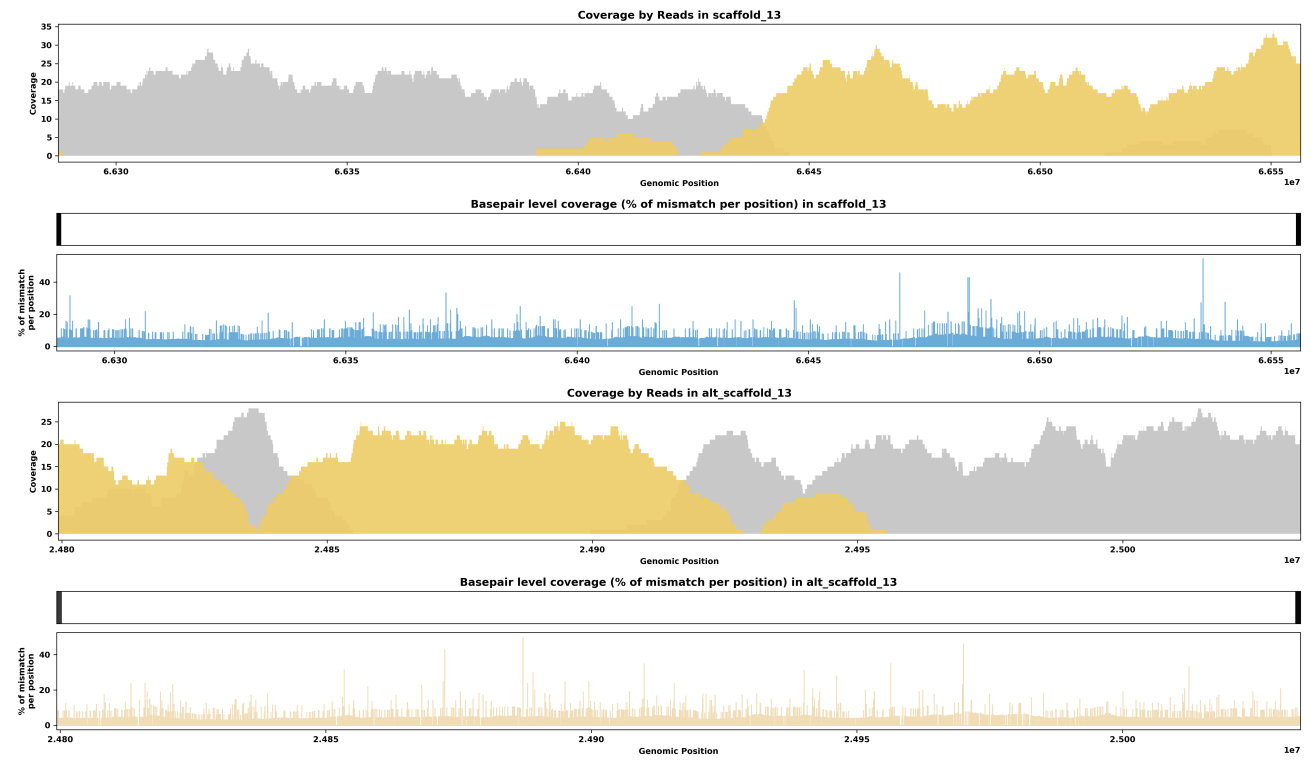 Coverage by Reads in scaffold_13
35
30
25
20
15
10
5
0
Coverage
6.630 6.635 6.640 6.645 6.650 6.655
Genomic Position
1e7
Basepair level coverage (% of mismatch per position) in scaffold_13
40
20
0
% of mismatch
per position
6.630 6.635 6.640 6.645 6.650 6.655
Genomic Position
1e7
Coverage by Reads in alt_scaffold_13
25
20
15
10
5
0
Coverage
2.480 2.485 2.490 2.495 2.500
Genomic Position
1e7
Basepair level coverage (% of mismatch per position) in alt_scaffold_13
40
20
0
% of mismatch
per position
2.480 2.485 2.490 2.495 2.500
Genomic Position
1e7